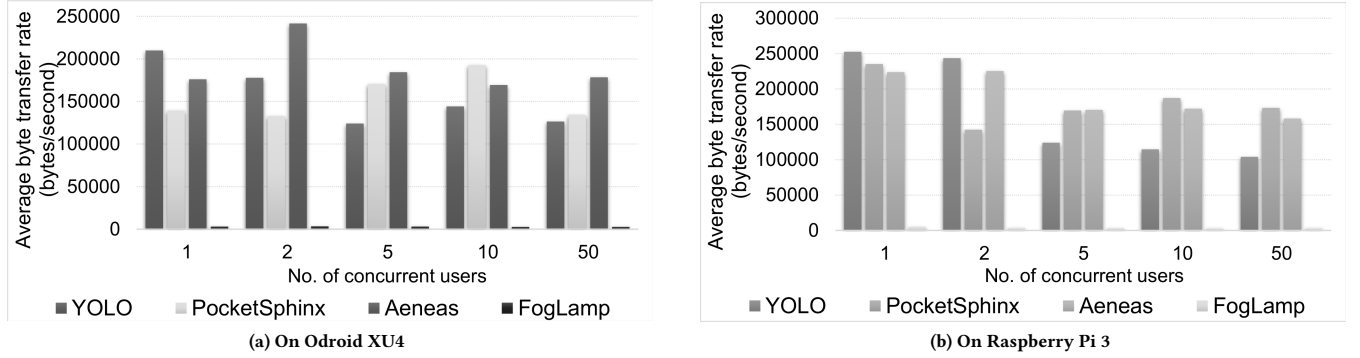 Average byte transfer rate
(bytes/second)
250000
200000
150000
100000
50000
0
1 2 5 10 50
No. of concurrent users
YOLO PocketSphinx Aeneas FogLamp
(a) On Odroid XU4
Average byte transfer rate
(bytes/second)
300000
250000
200000
150000
100000
50000
0
1 2 5 10 50
No. of concurrent users
YOLO PocketSphinx Aeneas FogLamp
(b) On Raspberry Pi 3